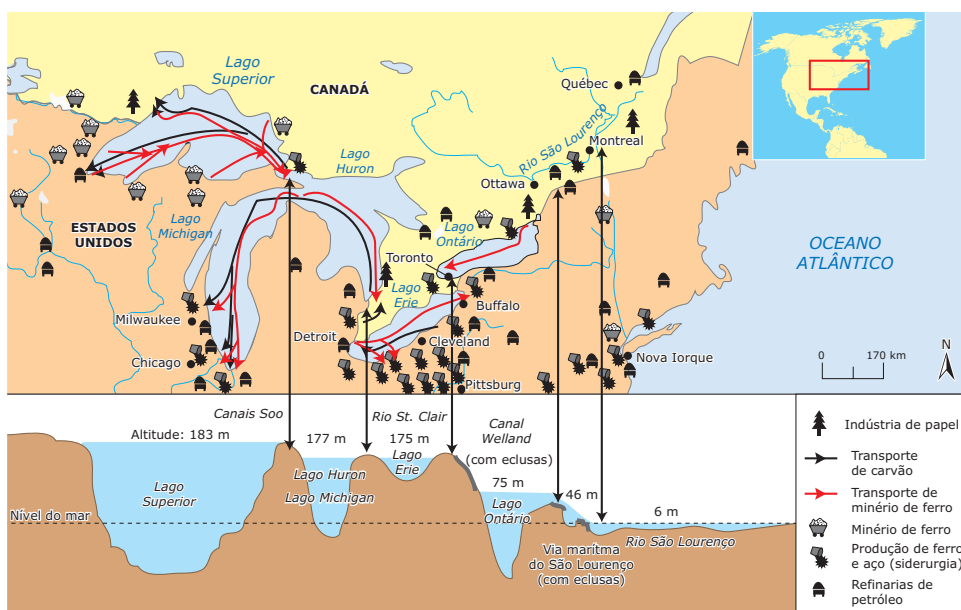 Lago
Superior
CANADÁ
Québec
Rio São Lourenço
Montreal
Lago
Huron
Ottawa
ESTADOS
UNIDOS
Lago
Michigan
Lago
Ontário
Toronto
OCEANO
ATLÂNTICO
Lago
Erie
Buffalo
Milwaukee
Detroit
Cleveland
Chicago
Pittsburg
Nova Iorque
N
0 170 km
Canais Soo
Rio St. Clair
Canal
Welland
(com eclusas)
Altitude: 183 m
177 m
175 m
75 m
46 m
6 m
Lago
Superior
Lago Huron
Lago Michigan
Lago
Erie
Lago
Ontário
Nível do mar
Rio São Lourenço
Via marítma
do São Lourenço
(com eclusas)
Indústria de papel
Transporte
de carvão
Transporte de
minério de ferro
Minério de ferro
Produção de ferro
e aço (siderurgia)
Refinarias de
petróleo